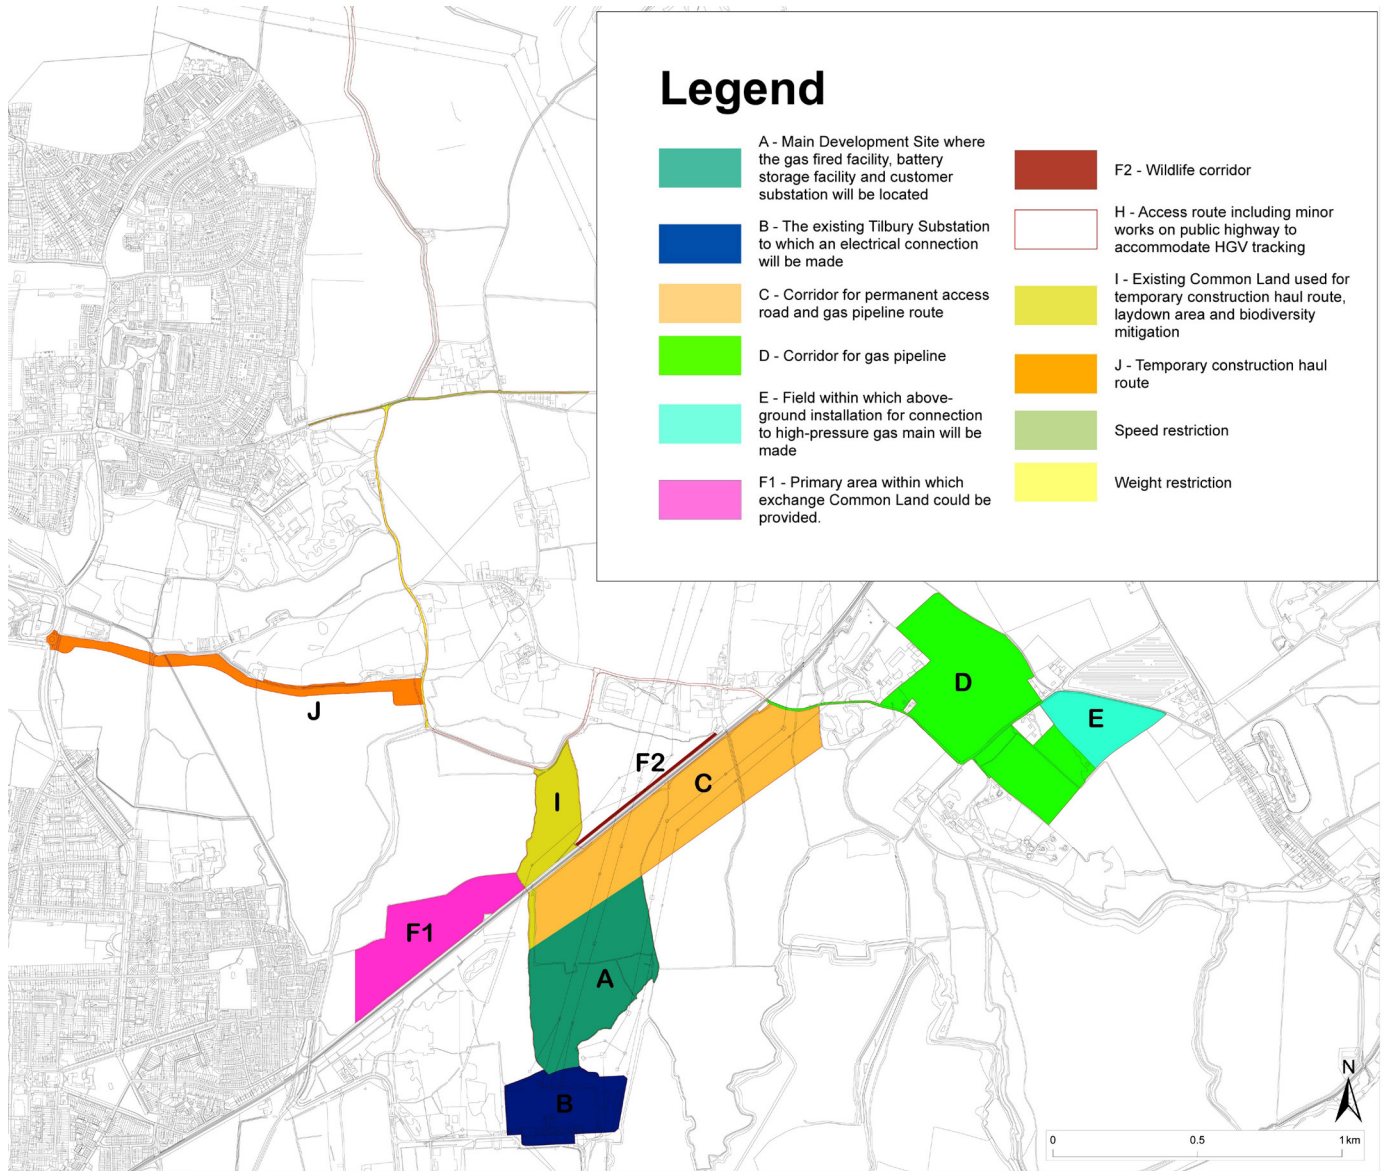 Legend
A - Main Development Site where
the gas fired facility, battery
storage facility and customer
substation will be located
B - The existing Tilbury Substation
to which an electrical connection
will be made
C - Corridor for permanent access
road and gas pipeline route
D - Corridor for gas pipeline
E - Field within which above-
ground installation for connection
to high-pressure gas main will be
made
F1 - Primary area within which
exchange Common Land could be
provided.
F2 - Wildlife corridor
H - Access route including minor
works on public highway to
accommodate HGV tracking
I - Existing Common Land used for
temporary construction haul route,
laydown area and biodiversity
mitigation
J - Temporary construction haul
route
Speed restriction
Weight restriction
D
E
J
F2
C
I
F1
A
B
N
0 0.5 1 km